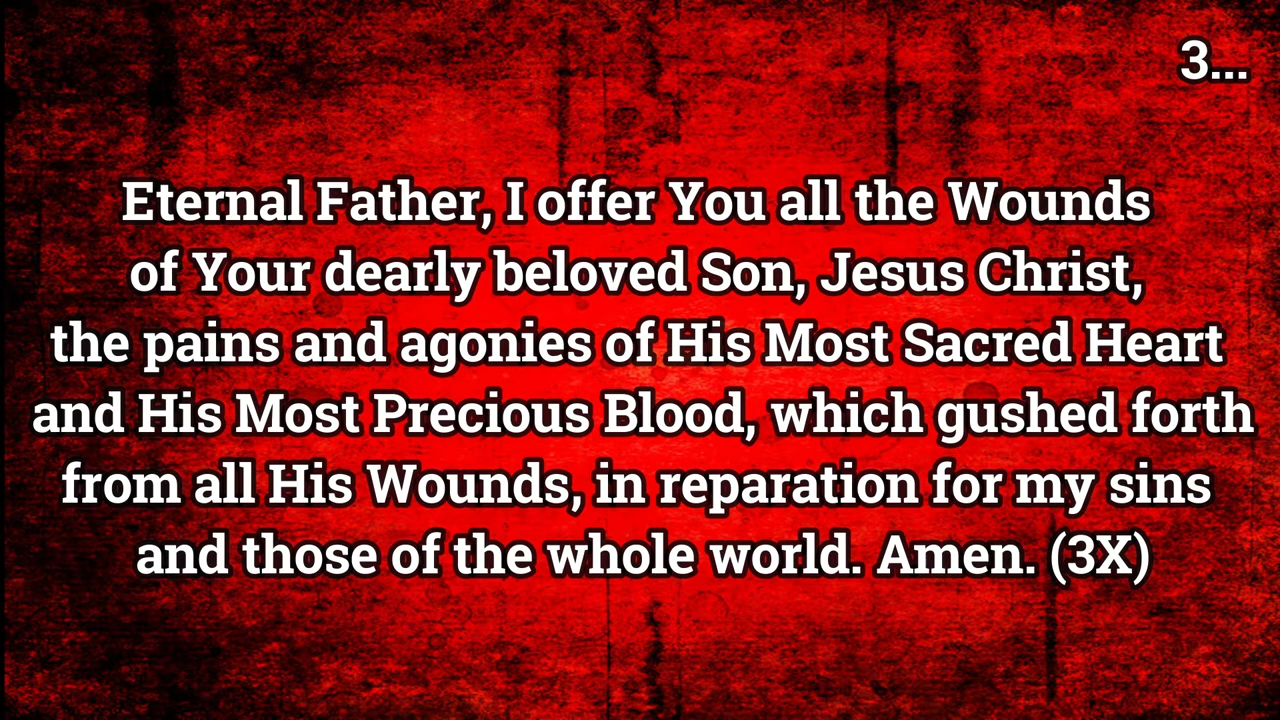 3...
Eternal Father, I offer You all the Wounds
of Your dearly beloved Son, Jesus Christ,
the pains and agonies of His Most Sacred Heart
and His Most Precious Blood, which gushed forth
from all His Wounds, in reparation for my sins
and those of the whole world. Amen. (3X)